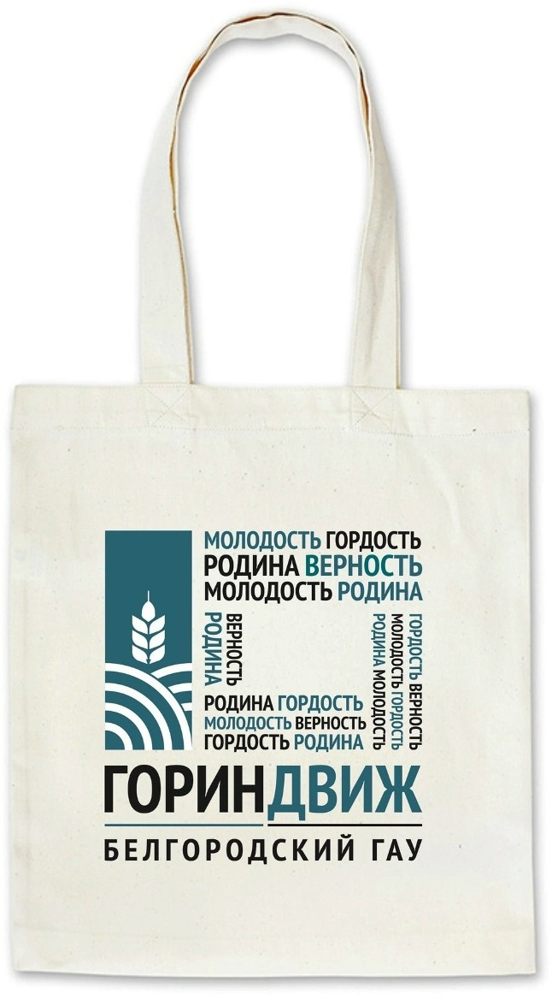 МОЛОДОСТЬ ГОРДОСТЬ
РОДИНА ВЕРНОСТЬ
МОЛОДОСТЬ РОДИНА
ВЕРНОСТЬ
РОДИНА
ГОРДОСТЬ ВЕРНОСТЬ
МОЛОДОСТЬ ГОРДОСТЬ
РОДИНА МОЛОДОСТЬ
РОДИНА ГОРДОСТЬ
МОЛОДОСТЬ ВЕРНОСТЬ
ГОРДОСТЬ РОДИНА
ГОРИНДВИЖ
БЕЛГОРОДСКИЙ ГАУ